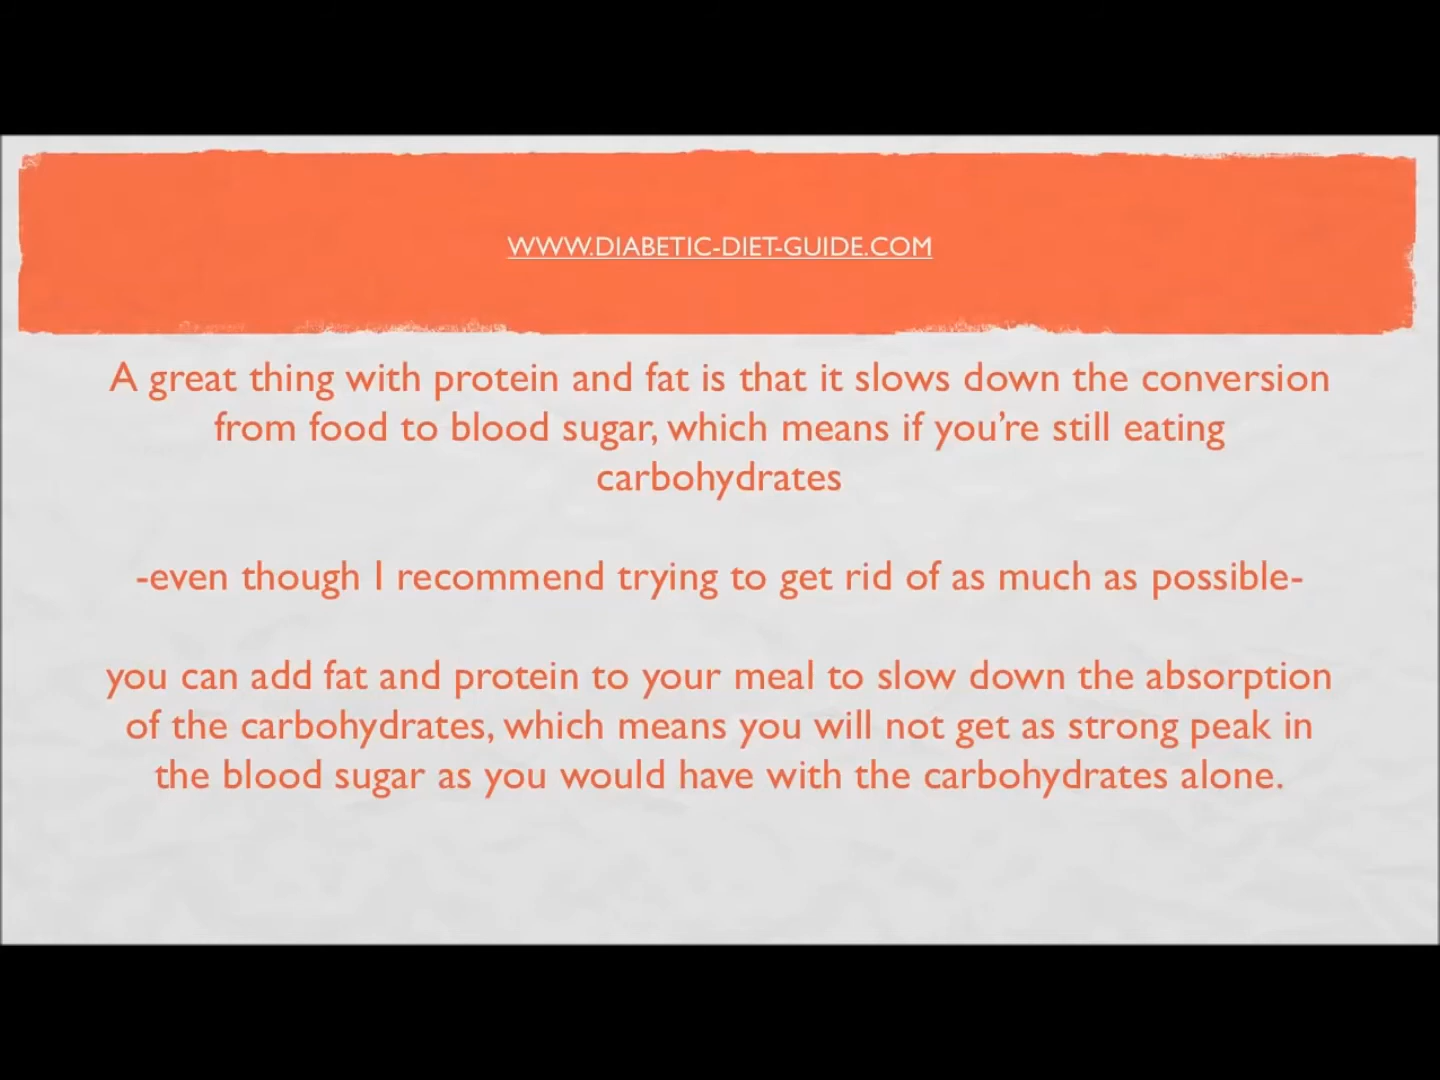 WWW.DIABETIC-DIET-GUIDE.COM
A great thing with protein and fat is that it slows down the conversion
from food to blood sugar, which means if you’re still eating
carbohydrates
-even though I recommend trying to get rid of as much as possible-
you can add fat and protein to your meal to slow down the absorption
of the carbohydrates, which means you will not get as strong peak in
the blood sugar as you would have with the carbohydrates alone.